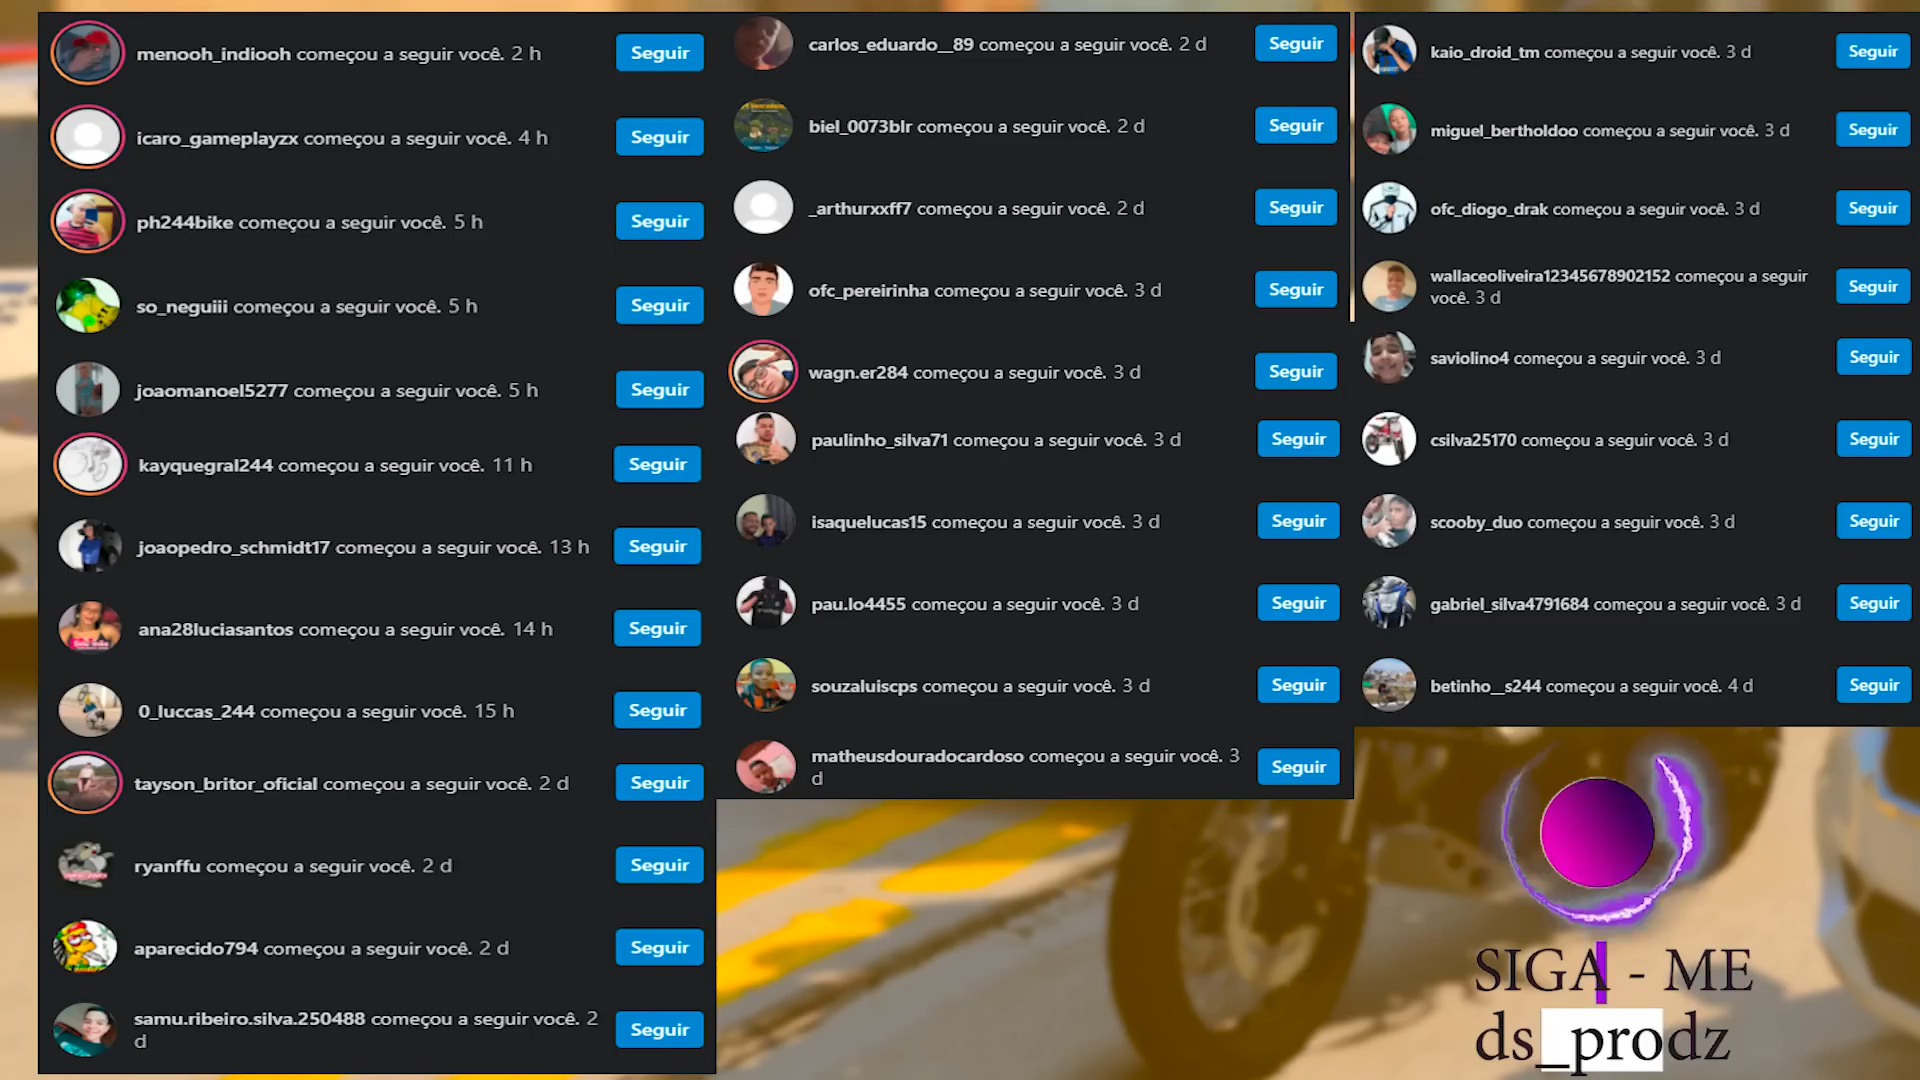 menooh_indiooh começou a seguir você. 2 h
Seguir
icaro_gameplayzx começou a seguir você. 4 h
Seguir
ph244bike começou a seguir você. 5 h
Seguir
so_neguiii começou a seguir você. 5 h
Seguir
joaomanoel5277 começou a seguir você. 5 h
Seguir
kayquegral244 começou a seguir você. 11 h
Seguir
joaopedro_schmidt17 começou a seguir você. 13 h
Seguir
ana28luciasantos começou a seguir você. 14 h
Seguir
0_luccas_244 começou a seguir você. 15 h
Seguir
tayson_britor_oficial começou a seguir você. 2 d
Seguir
ryanffu começou a seguir você. 2 d
Seguir
aparecido794 começou a seguir você. 2 d
Seguir
samu.ribeiro.silva.250488 começou a seguir você. 2
d
Seguir
carlos_eduardo__89 começou a seguir você. 2 d
Seguir
biel_0073blr começou a seguir você. 2 d
Seguir
_arthurxxff7 começou a seguir você. 2 d
Seguir
ofc_pereirinha começou a seguir você. 3 d
Seguir
wagn.er284 começou a seguir você. 3 d
Seguir
paulinho_silva71 começou a seguir você. 3 d
Seguir
isaquelucas15 começou a seguir você. 3 d
Seguir
pau.lo4455 começou a seguir você. 3 d
Seguir
souzaluiscps começou a seguir você. 3 d
Seguir
matheusdouradocardoso começou a seguir você. 3
d
Seguir
kaio_droid_tm começou a seguir você. 3 d
Seguir
miguel_bertholdoo começou a seguir você. 3 d
Seguir
ofc_diogo_drak começou a seguir você. 3 d
Seguir
wallaceoliveira12345678902152 começou a seguir
você. 3 d
Seguir
saviolino4 começou a seguir você. 3 d
Seguir
csilva25170 começou a seguir você. 3 d
Seguir
scooby_duo começou a seguir você. 3 d
Seguir
gabriel_silva4791684 começou a seguir você. 3 d
Seguir
betinho__s244 começou a seguir você. 4 d
Seguir
SIGA - ME
ds_prodz